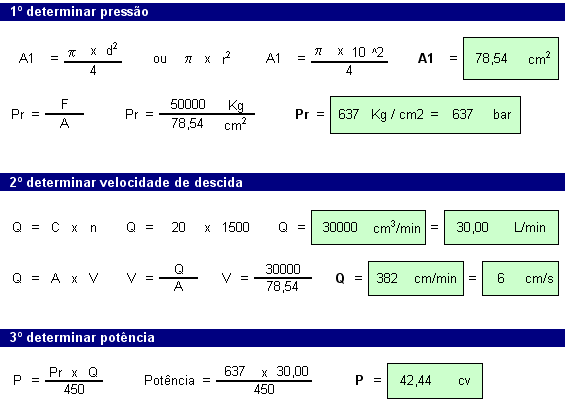 1º determinar pressão
A1 = π x d² / 4 ou π x r² A1 = π x 10 ^2 / 4 A1 = 78,54 cm²
Pr = F / A Pr = 50000 Kg / 78,54 cm² Pr = 637 Kg / cm2 = 637 bar
2º determinar velocidade de descida
Q = C x n Q = 20 x 1500 Q = 30000 cm³/min = 30,00 L/min
Q = A x V V = Q / A V = 30000 / 78,54 Q = 382 cm/min = 6 cm/s
3º determinar potência
P = Pr x Q / 450 Potência = 637 x 30,00 / 450 P = 42,44 cv